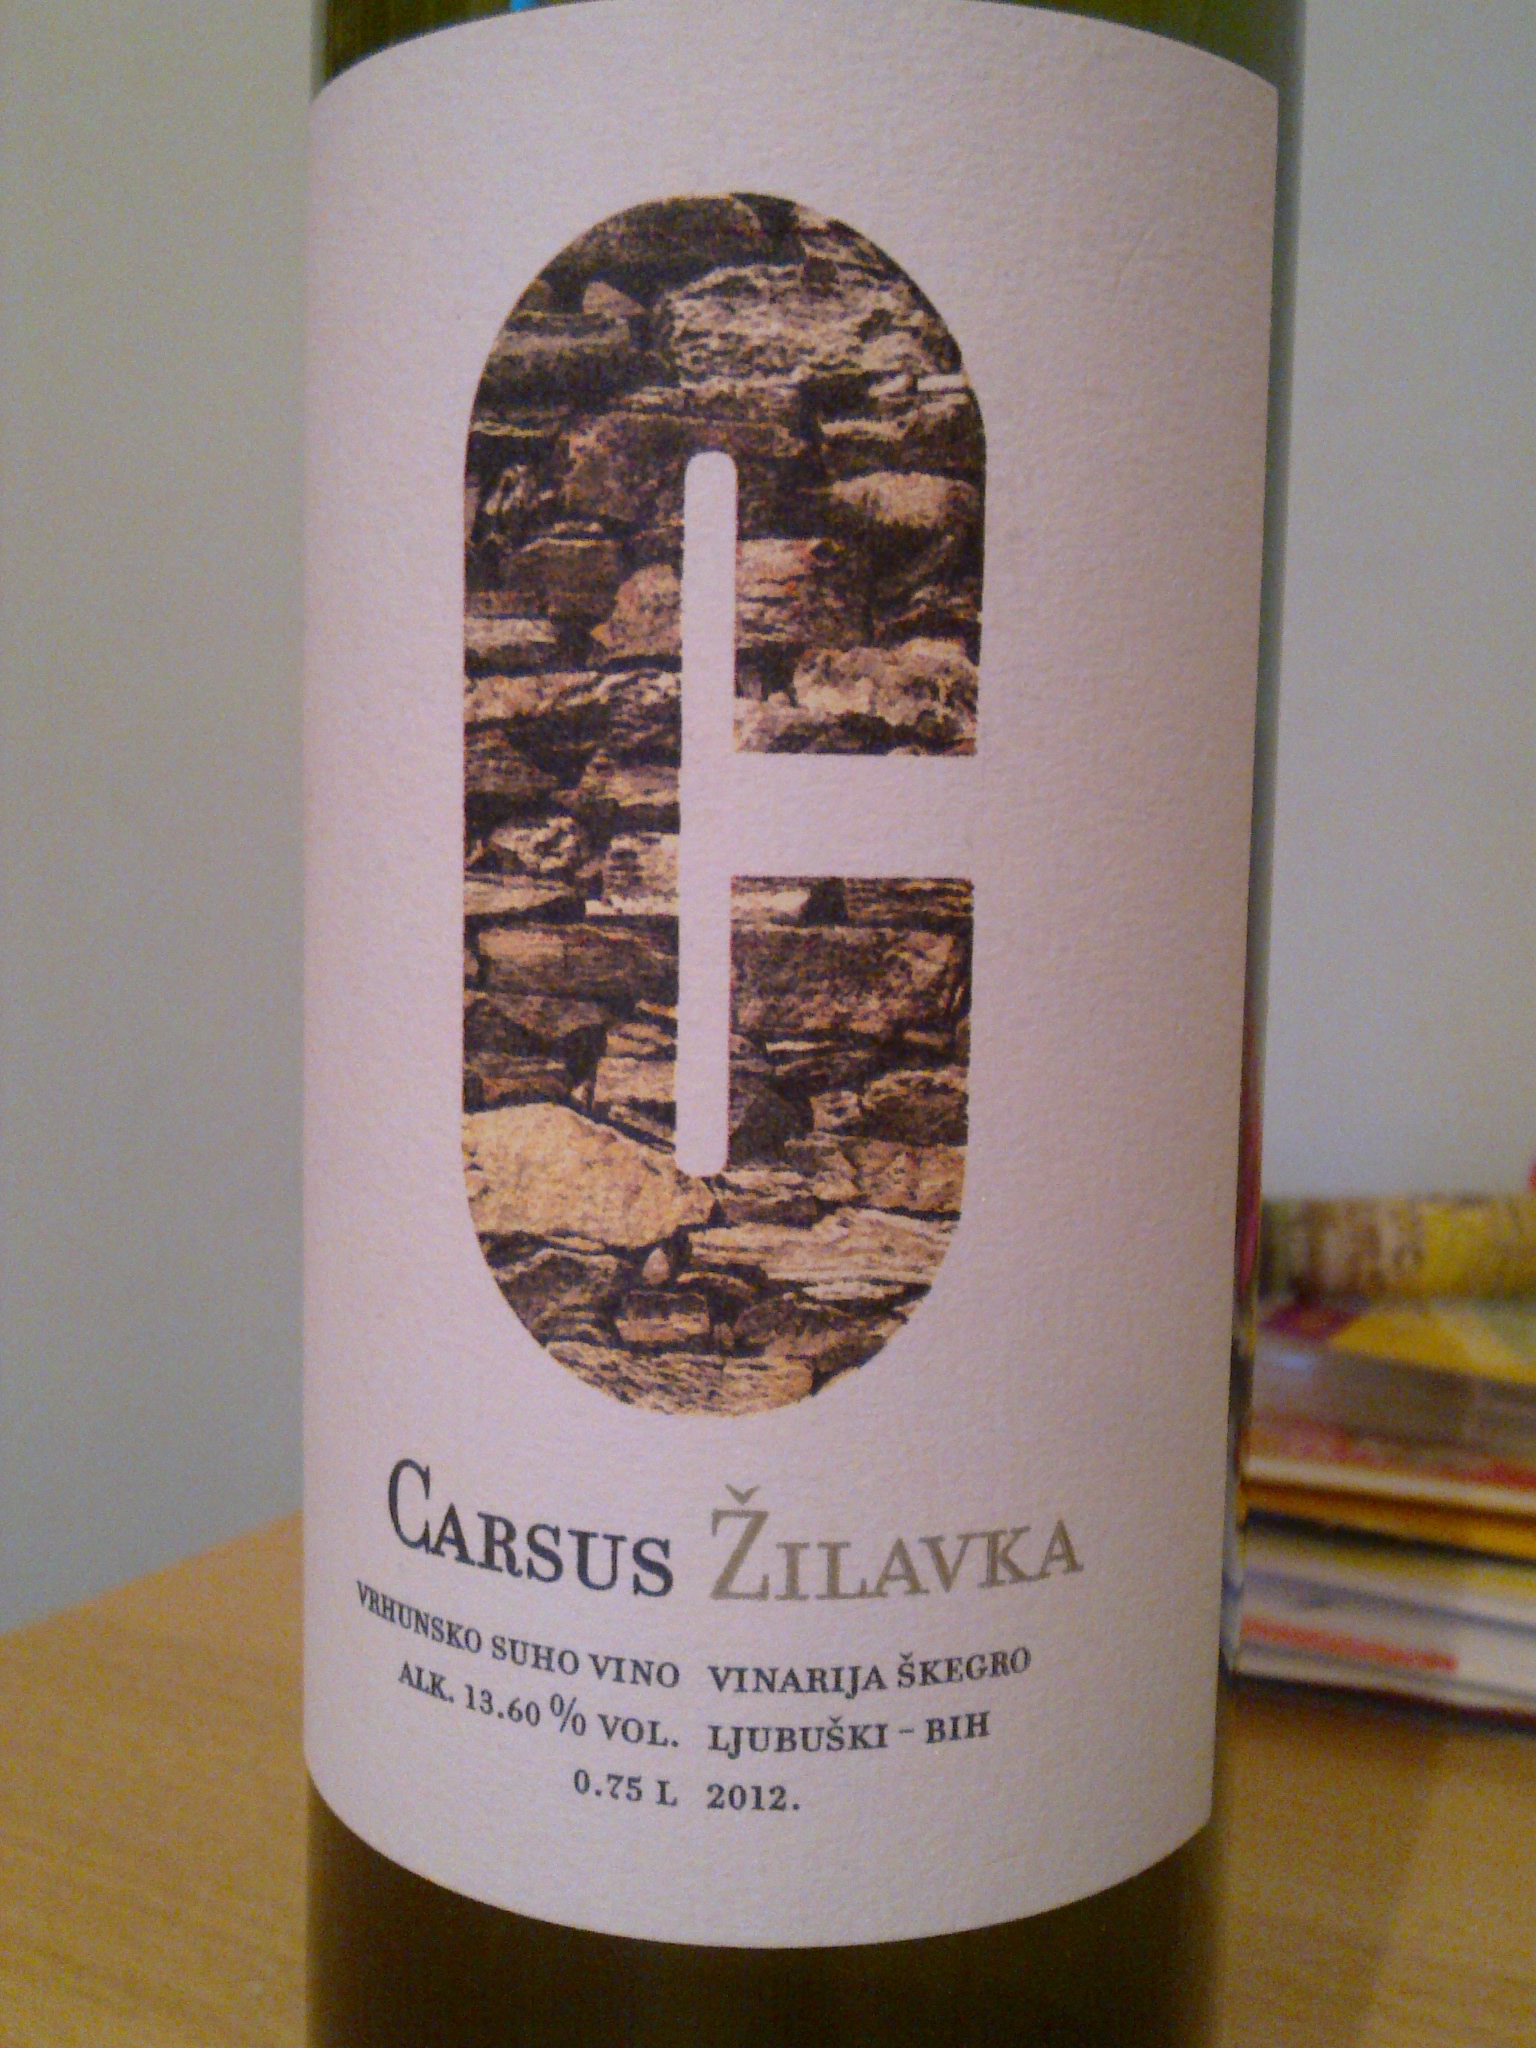 C
CARSUS ŽILAVKA
VRHUNSKO SUHO VINO VINARIJA ŠKEGRO
ALK. 13.60 % VOL. LJUBUŠKI – BIH
0.75 L 2012.